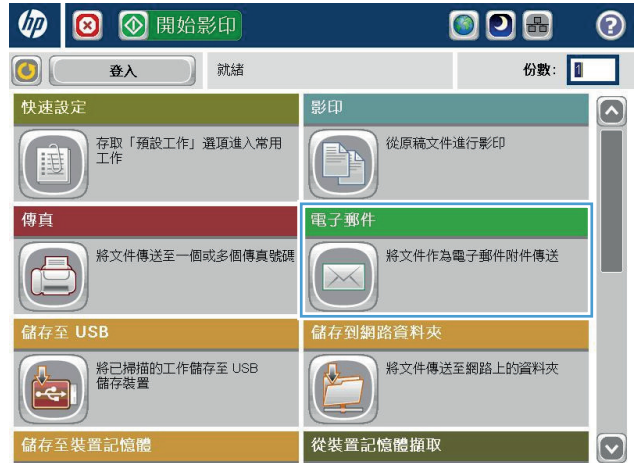 hp
開始影印
?
登入
就緒
份數: 1
快速設定
存取「預設工作」選項進入常用
工作
影印
從原稿文件進行影印
傳真
將文件傳送至一個或多個傳真號碼
電子郵件
將文件作為電子郵件附件傳送
儲存至 USB
將已掃描的工作儲存至 USB
儲存裝置
儲存到網路資料夾
將文件傳送至網路上的資料夾
儲存至裝置記憶體
從裝置記憶體擷取